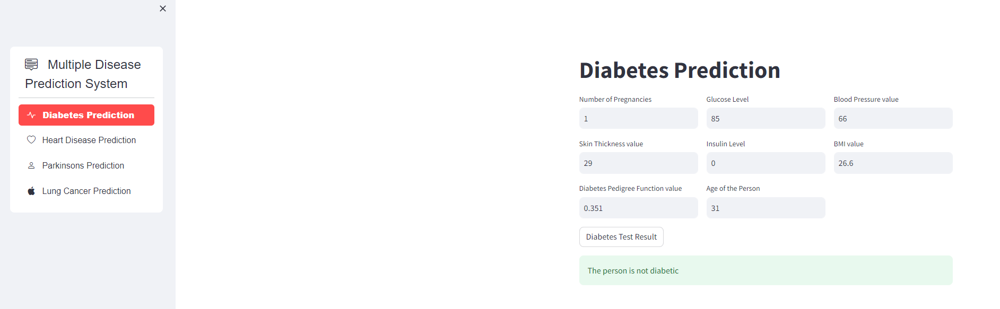 Multiple Disease
Prediction System
Diabetes Prediction
Heart Disease Prediction
Parkinsons Prediction
Lung Cancer Prediction
Diabetes Prediction
Number of Pregnancies Glucose Level Blood Pressure value
1 85 66
Skin Thickness value Insulin Level BMI value
29 0 26.6
Diabetes Pedigree Function value Age of the Person
0.351 31
Diabetes Test Result
The person is not diabetic